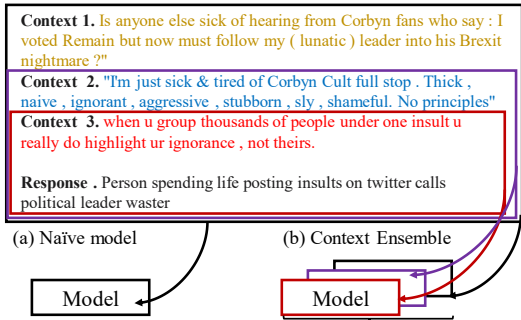 Context 1. Is anyone else sick of hearing from Corbyn fans who say : I
voted Remain but now must follow my ( lunatic ) leader into his Brexit
nightmare ?"
Context 2. "I'm just sick & tired of Corbyn Cult full stop . Thick ,
naive , ignorant , aggressive , stubborn , sly , shameful. No principles"
Context 3. when u group thousands of people under one insult u
really do highlight ur ignorance , not theirs.
Response . Person spending life posting insults on twitter calls
political leader waster
(a) Naïve model (b) Context Ensemble
Model Model